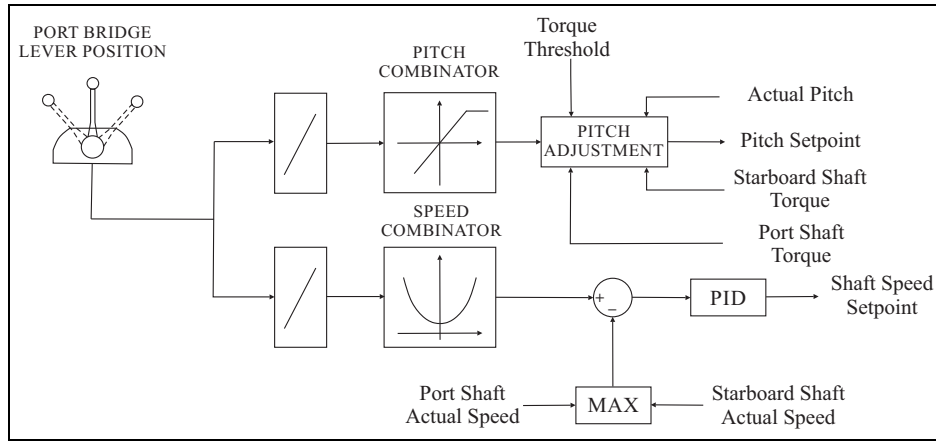 PORT BRIDGE
LEVER POSITION
PITCH
COMBINATOR
Torque
Threshold
PITCH
ADJUSTMENT
Actual Pitch
Pitch Setpoint
Starboard Shaft
Torque
Port Shaft
Torque
SPEED
COMBINATOR
+
−
PID
Shaft Speed
Setpoint
Port Shaft
Actual Speed
MAX
Starboard Shaft
Actual Speed